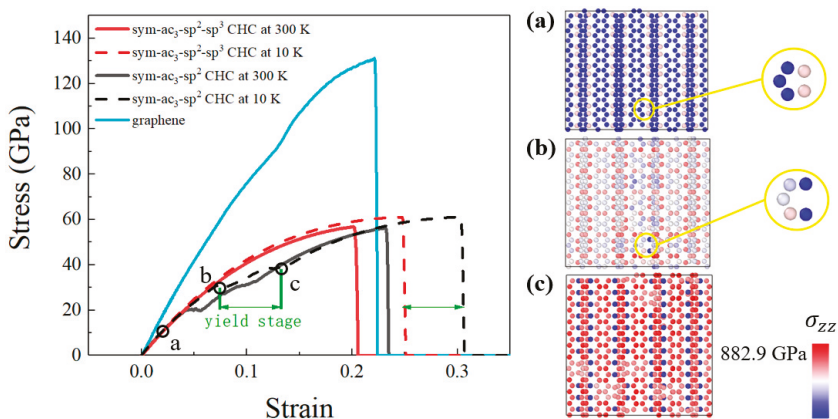 140
120
100
80
60
40
20
0
Stress (GPa)
sym-ac₃-sp²-sp³ CHC at 300 K
sym-ac₃-sp²-sp³ CHC at 10 K
sym-ac₃-sp² CHC at 300 K
sym-ac₃-sp² CHC at 10 K
graphene
a
b
c
yield stage
0.0
0.1
0.2
0.3
Strain
(a)
(b)
(c)
σ_ZZ
882.9 GPa